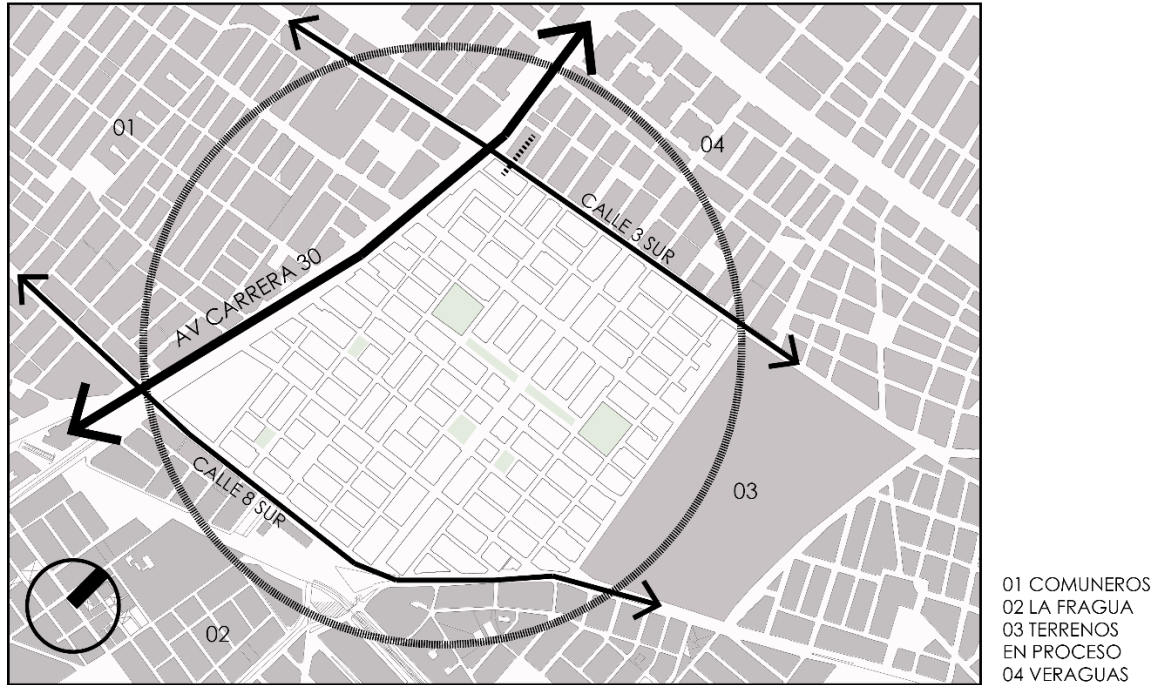 01
04
CALLE 3 SUR
AV CARRERA 30
03
CALLE 8 SUR
02
01 COMUNEROS
02 LA FRAGUA
03 TERRENOS
EN PROCESO
04 VERAGUAS